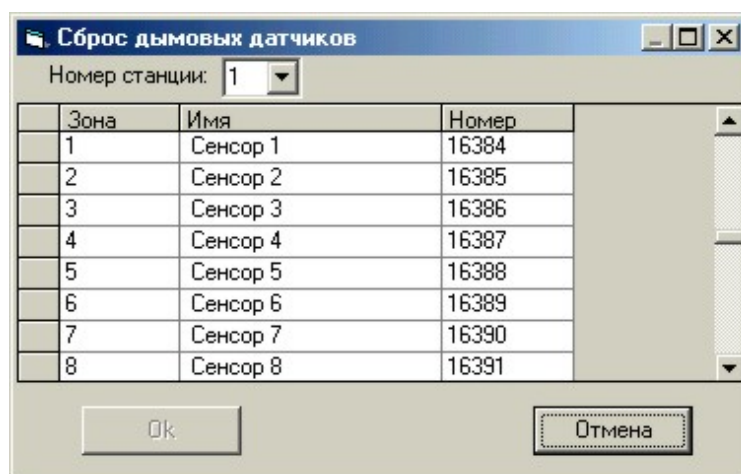 Сброс дымовых датчиков
Номер станции: 1
Зона Имя Номер
1 Сенсор 1 16384
2 Сенсор 2 16385
3 Сенсор 3 16386
4 Сенсор 4 16387
5 Сенсор 5 16388
6 Сенсор 6 16389
7 Сенсор 7 16390
8 Сенсор 8 16391
Ok Отмена